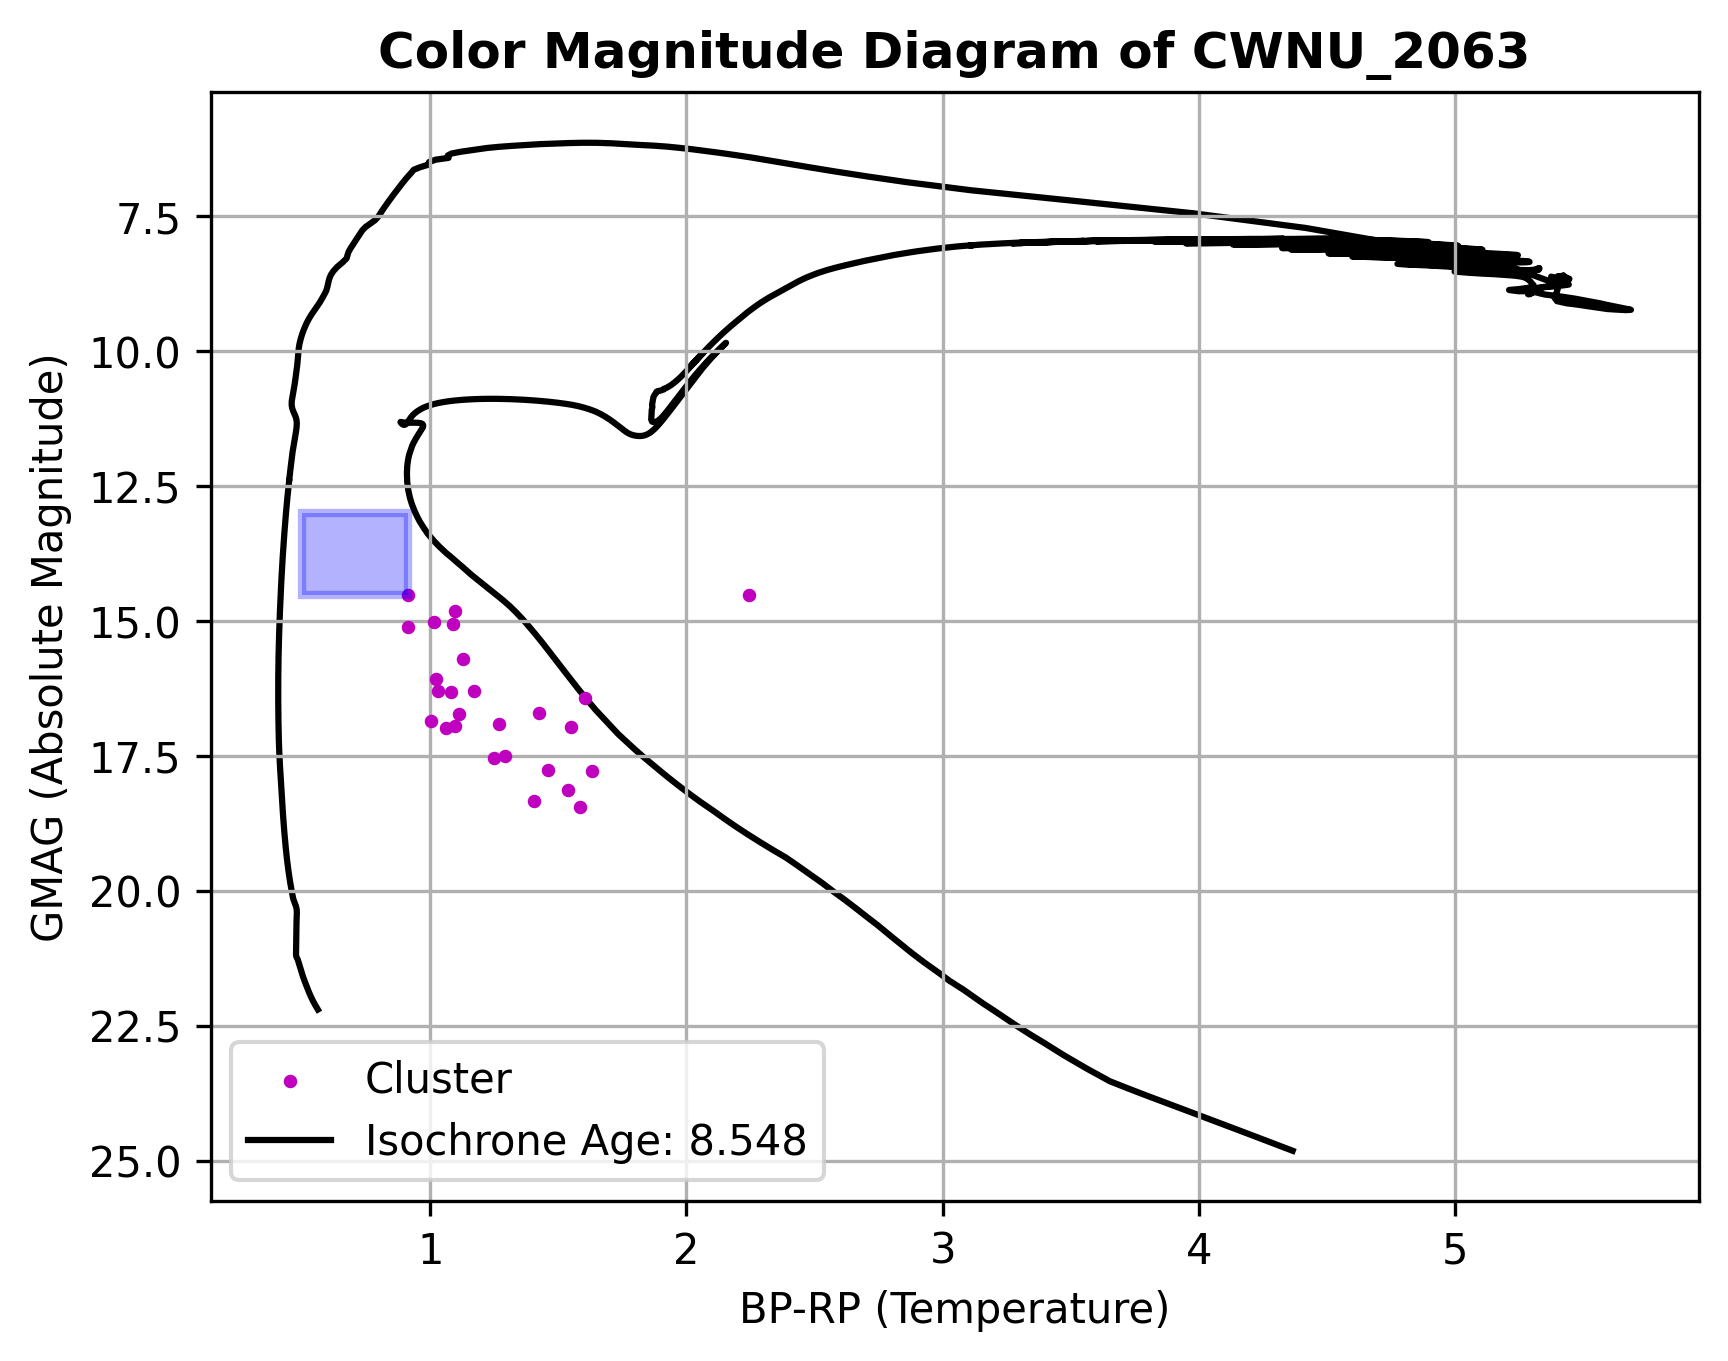 Color Magnitude Diagram of CWNU_2063
GMAG (Absolute Magnitude)
7.5
10.0
12.5
15.0
17.5
20.0
22.5
25.0
Cluster
Isochrone Age: 8.548
1
2
3
4
5
BP-RP (Temperature)